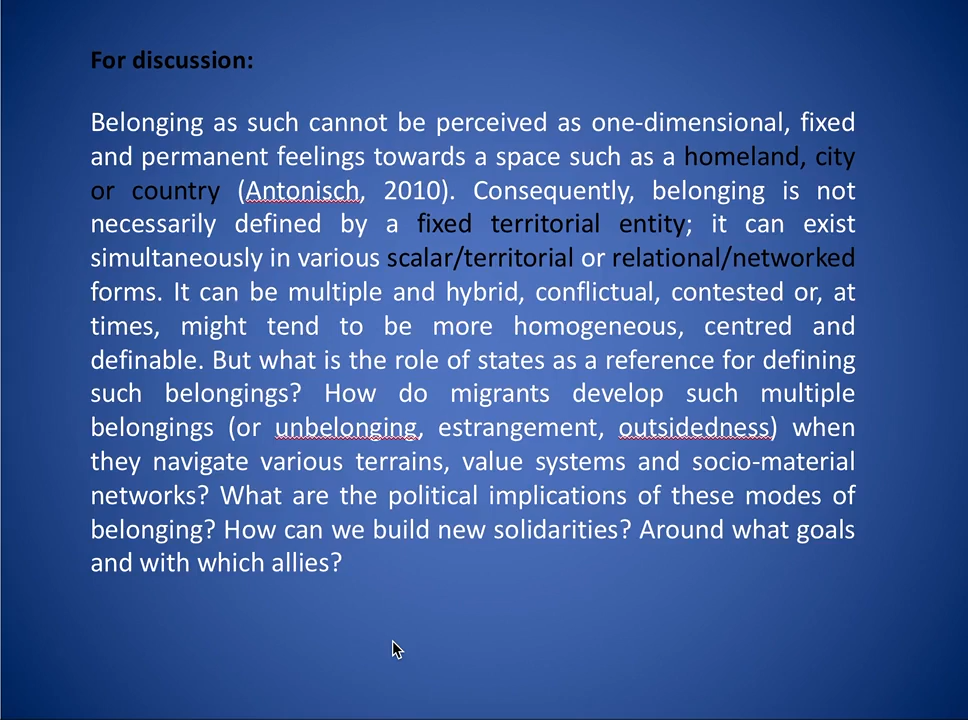 For discussion:
Belonging as such cannot be perceived as one-dimensional, fixed
and permanent feelings towards a space such as a homeland, city
or country (Antonisch, 2010). Consequently, belonging is not
necessarily defined by a fixed territorial entity; it can exist
simultaneously in various scalar/territorial or relational/networked
forms. It can be multiple and hybrid, conflictual, contested or, at
times, might tend to be more homogeneous, centred and
definable. But what is the role of states as a reference for defining
such belongings? How do migrants develop such multiple
belongings (or unbelonging, estrangement, outsidedness) when
they navigate various terrains, value systems and socio-material
networks? What are the political implications of these modes of
belonging? How can we build new solidarities? Around what goals
and with which allies?